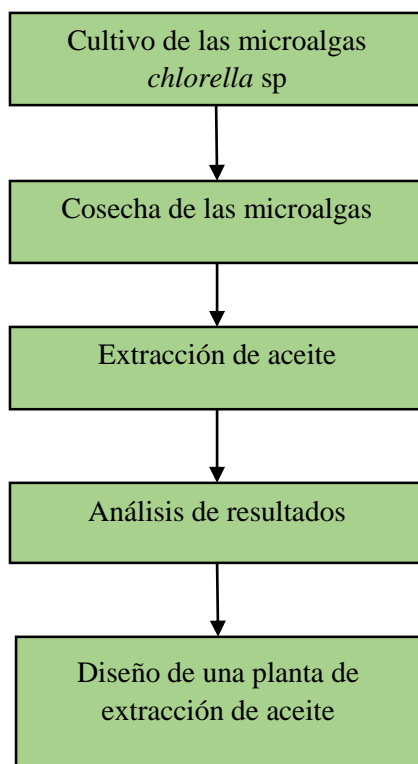 Cultivo de las microalgas
chlorella sp
Cosecha de las microalgas
Extracción de aceite
Análisis de resultados
Diseño de una planta de
extracción de aceite